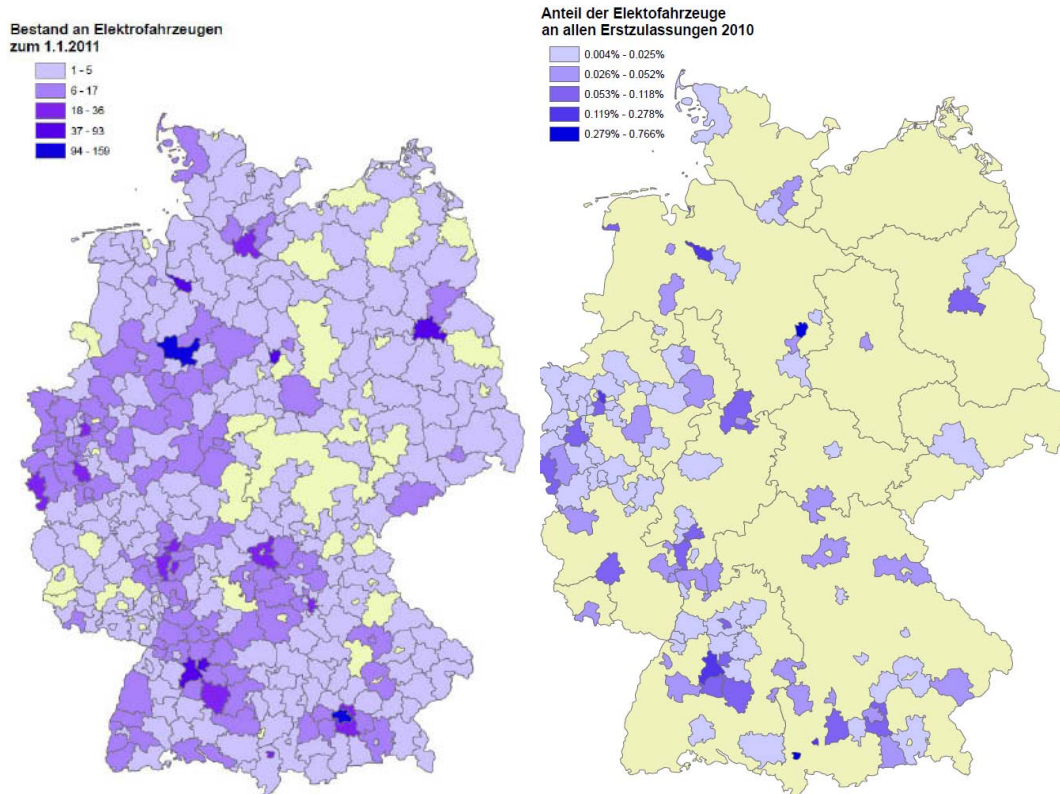 Bestand an Elektrofahrzeugen
zum 1.1.2011
1 - 5
6 - 17
18 - 36
37 - 93
94 - 159
Anteil der Elektofahrzeuge
an allen Erstzulassungen 2010
0.004% - 0.025%
0.026% - 0.052%
0.053% - 0.118%
0.119% - 0.278%
0.279% - 0.766%